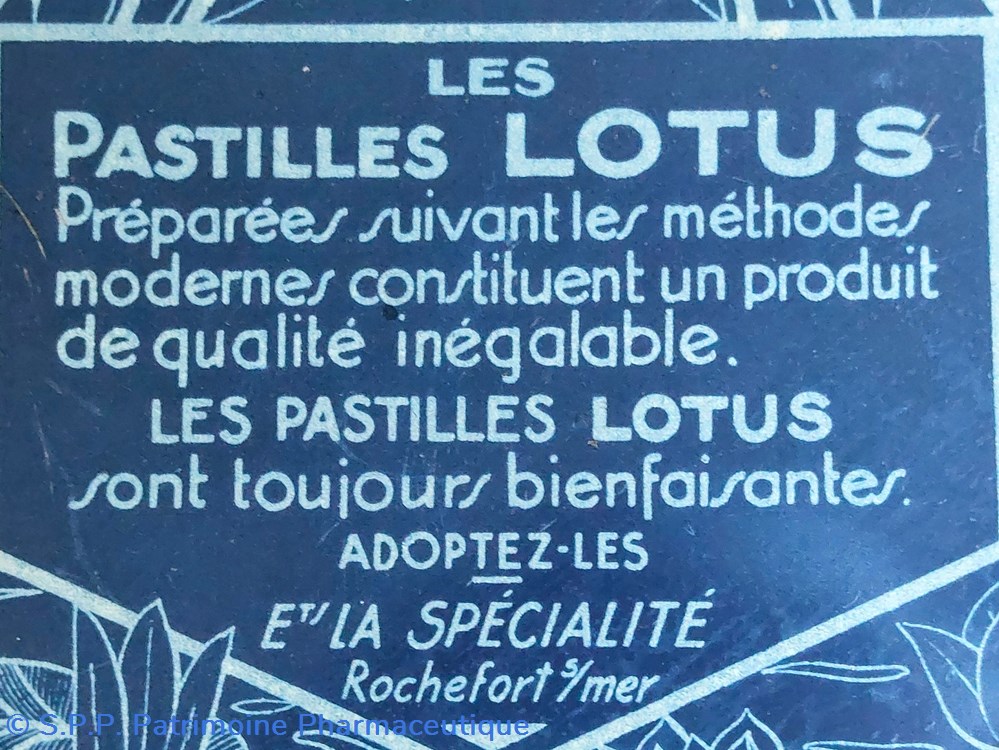 LES
PASTILLES LOTUS
Préparées suivant les méthodes
modernes constituent un produit
de qualité inégalable.
LES PASTILLES LOTUS
sont toujours bienfaisantes.
ADOPTEZ-LES
Ets LA SPÉCIALITÉ
Rochefort s/mer
© S.P.P. Patrimoine Pharmaceutique